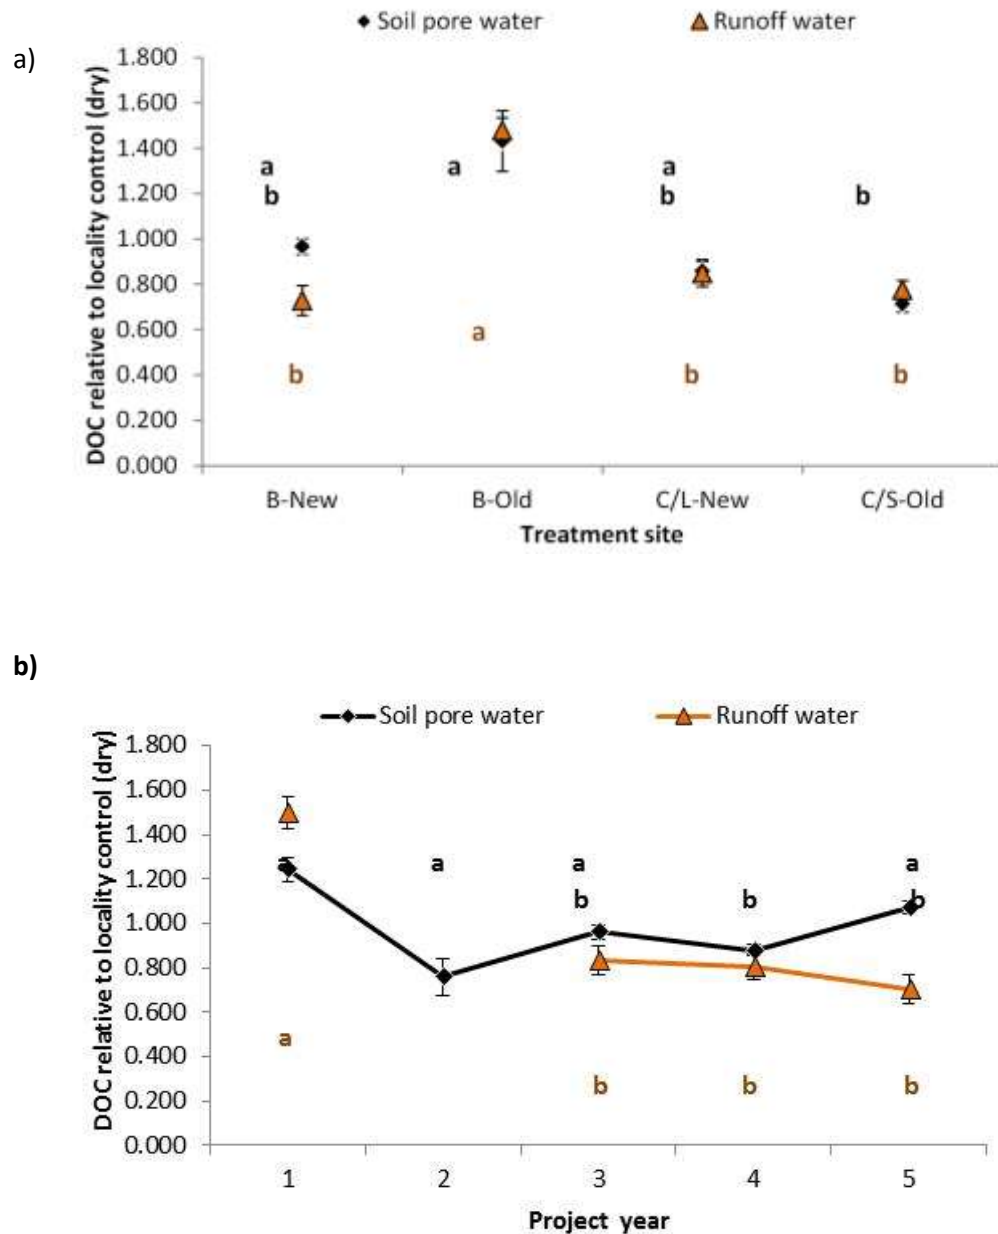 Soil pore water Runoff water
a)
DOC relative to locality control (dry)
1.800
1.600
1.400
1.200
1.000
0.800
0.600
0.400
0.200
0.000
a a a
b b b
a
b b b
B-New B-Old C/L-New C/S-Old
Treatment site
b)
Soil pore water Runoff water
DOC relative to locality control (dry)
1.800
1.600
1.400
1.200
1.000
0.800
0.600
0.400
0.200
0.000
a a a a
b b b
a
b b b
1 2 3 4 5
Project year